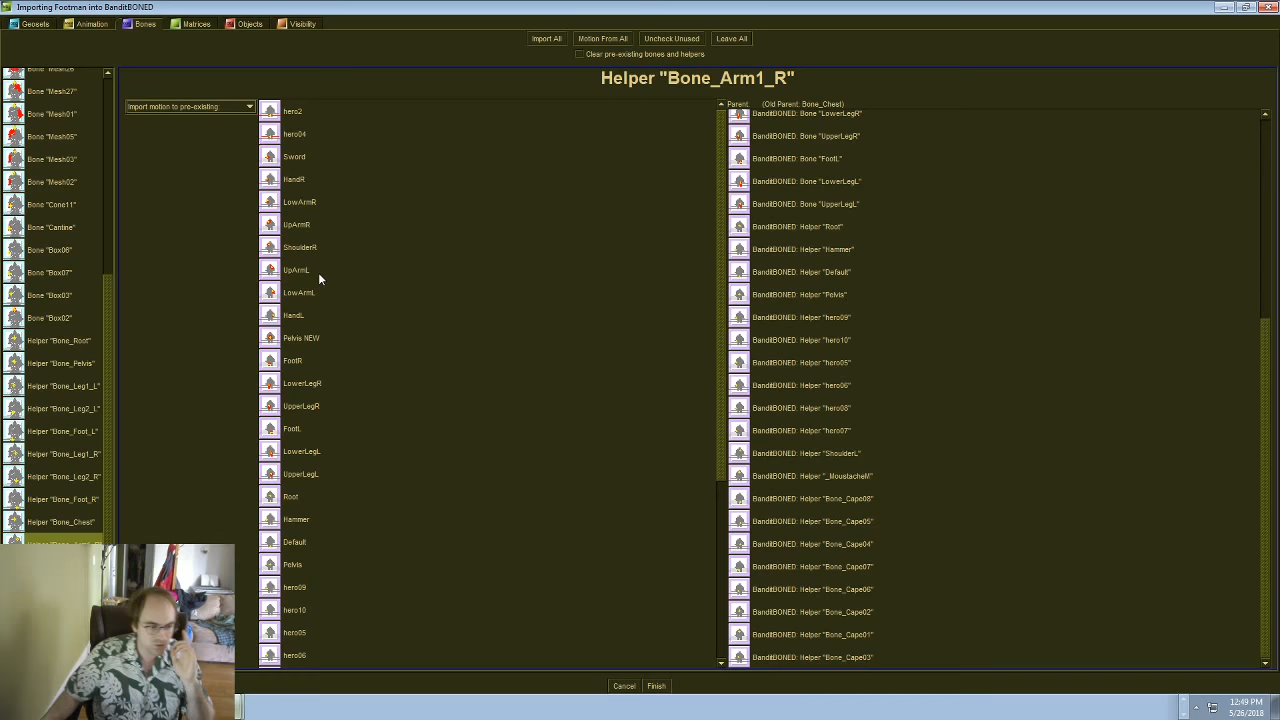 Importing Footman into BanditBONED
Geosets Animation Bones Matrices Objects Visibility
Import All Motion From All Uncheck Unused Leave All
Clear pre-existing bones and helpers
Helper "Bone_Arm1_R"
Bone "Mesh27"
Bone "Mesh01"
Bone "Mesh05"
Bone "Mesh03"
Bone "Mesh02"
Bone "Cono11"
Bone "Box07"
Bone "Box03"
Bone "Box02"
Helper "Bone_Root"
Helper "Bone_Pelvis"
Helper "Bone_Leg1_L"
Helper "Bone_Leg2_L
Helper "Bone_Foot_L"
Helper "Bone_Leg1_R
Helper "Bone_Leg2_R
Helper "Bone_Foot_R"
Helper "Bone_Chest"
Import motion to pre-existing:
hero2
hero04
Sword
HandR
LowArmR
UpArmR
ShoulderR
UpArmL
LowArmL
HandL
Pelvis NEW
FootR
LowerLegR
UpperLegR
FootL
LowerLegL
UpperLegL
Root
Hammer
Default
Pelvis
hero09
hero10
hero05
hero06
Parent: (Old Parent: Bone_Chest)
BanditBONED: Bone "LowerLegR"
BanditBONED: Bone "UpperLegR"
BanditBONED: Bone "FootL"
BanditBONED: Bone "LowerLegL"
BanditBONED: Bone "UpperLegL"
BanditBONED: Helper "Root"
BanditBONED: Helper "Hammer"
BanditBONED: Helper "Default"
BanditBONED: Helper "Pelvis"
BanditBONED: Helper "hero09"
BanditBONED: Helper "hero10"
BanditBONED: Helper "hero05"
BanditBONED: Helper "hero06"
BanditBONED: Helper "hero08"
BanditBONED: Helper "hero07"
BanditBONED: Helper "ShoulderL"
BanditBONED: Helper "_MoustacheM"
BanditBONED: Helper "Bone_Cape08"
BanditBONED: Helper "Bone_Cape05"
BanditBONED: Helper "Bone_Cape04"
BanditBONED: Helper "Bone_Cape07"
BanditBONED: Helper "Bone_Cape06"
BanditBONED: Helper "Bone_Cape02"
BanditBONED: Helper "Bone_Cape01"
BanditBONED: Helper "Bone_Cape03"
Cancel Finish
12:49 PM
5/26/2018